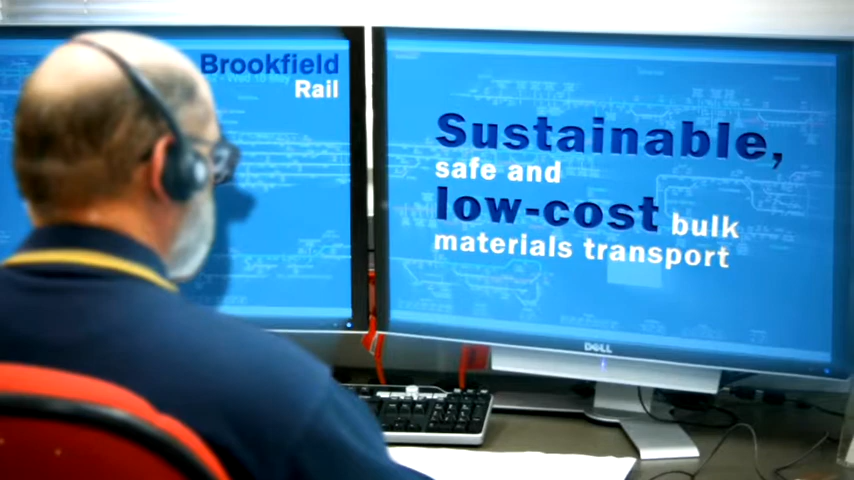 Brookfield
Rail
Sustainable,
safe and
low-cost bulk
materials transport
DELL